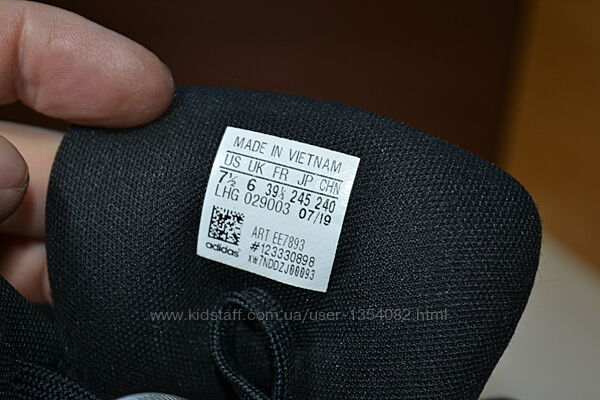 MADE IN VIETNAM
US UK FR JP CHN
7½ 6 39⅓ 245 240
LHG 029003 07/19
ART EE7893
#123330898
adidas® XW7NDDZJ00093
www.kidstaff.com.ua/user-1354082.html